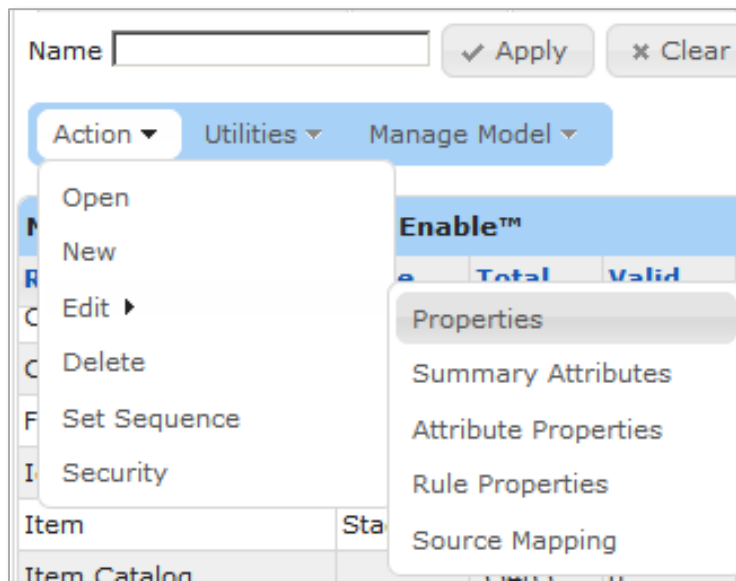 Name Apply Clear
Action Utilities Manage Model
Open
Enable™
New
Total Valid
Edit
Properties
Delete
Summary Attributes
Set Sequence
Attribute Properties
Security
Rule Properties
Item
Source Mapping
Item Catalog